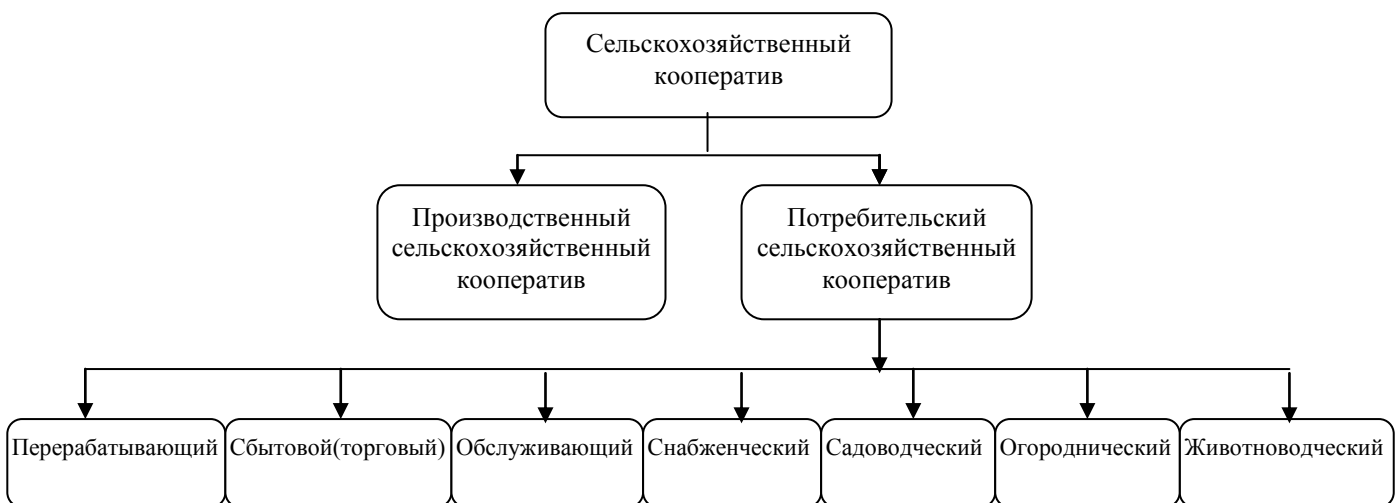 Сельскохозяйственный
кооператив
Производственный
сельскохозяйственный
кооператив
Потребительский
сельскохозяйственный
кооператив
Перерабатывающий
Сбытовой(торговый)
Обслуживающий
Снабженческий
Садоводческий
Огороднический
Животноводческий